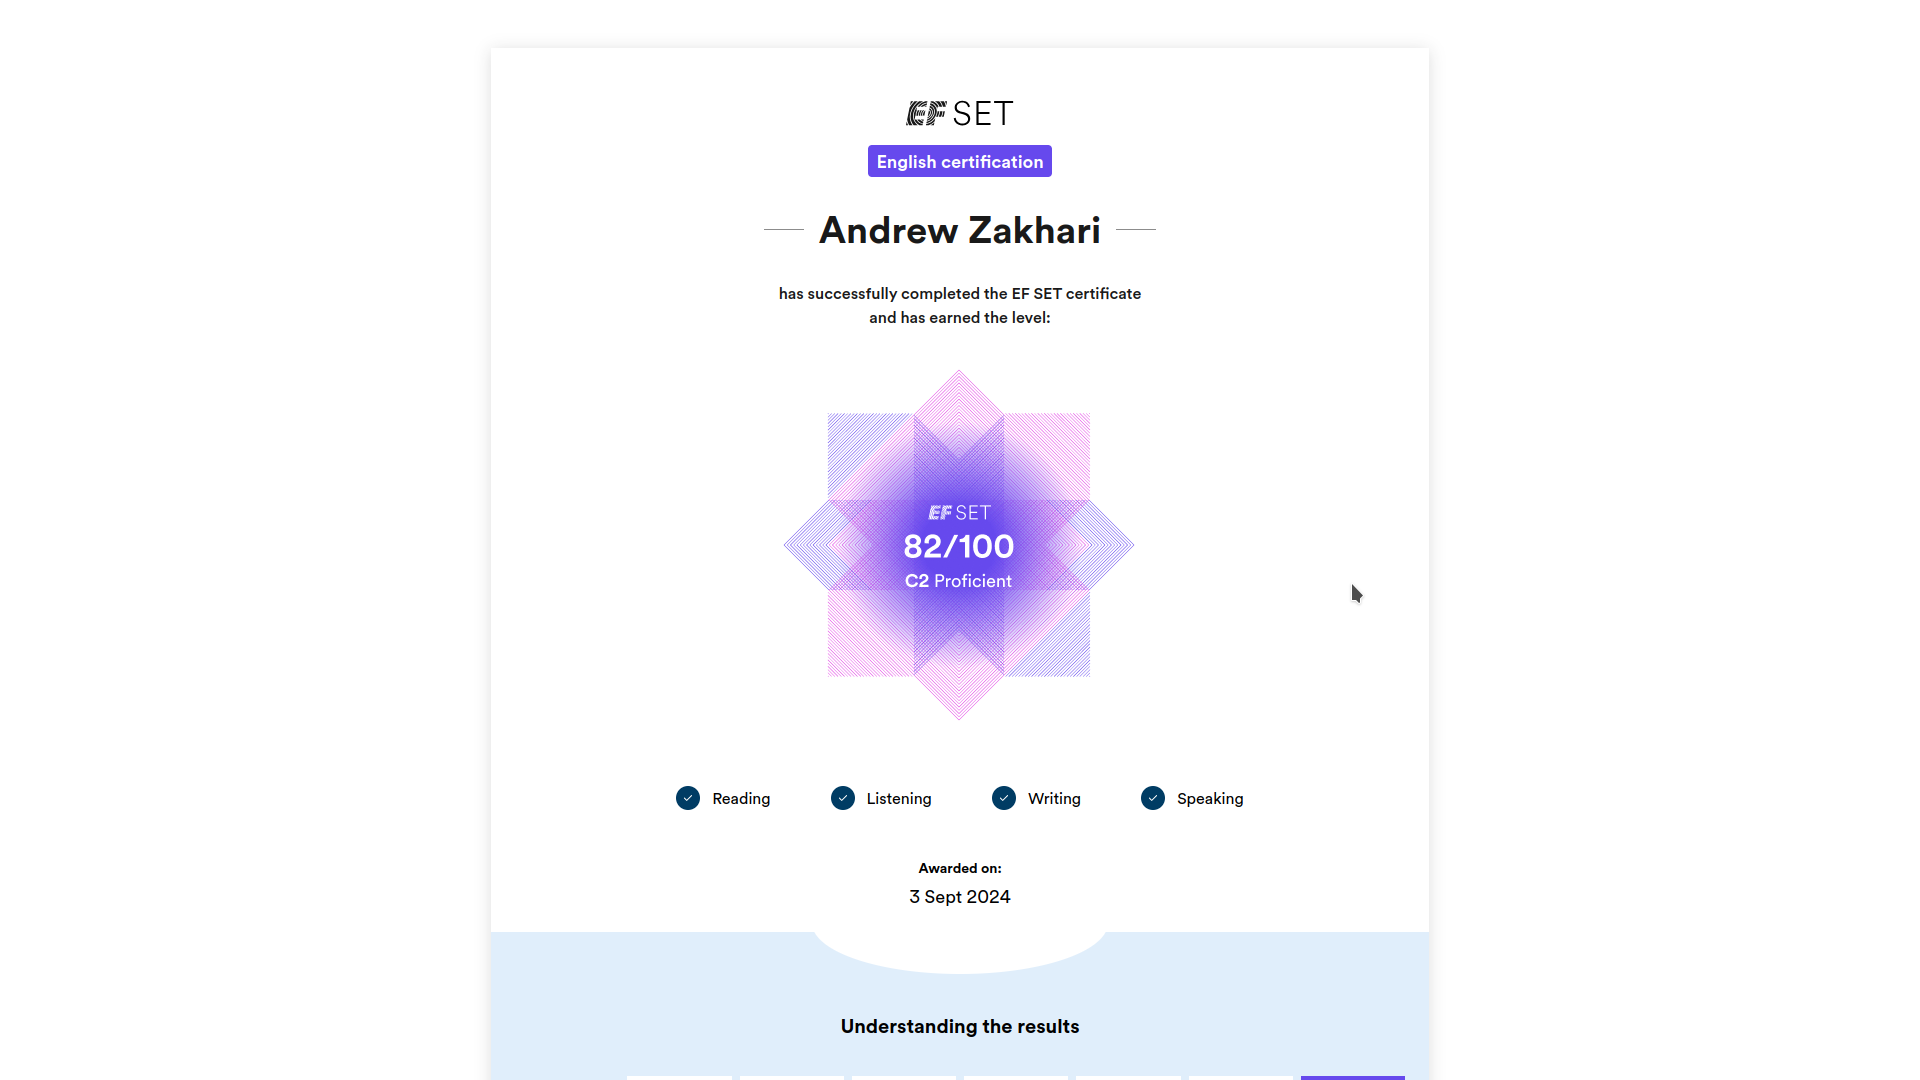 EF SET
English certification
Andrew Zakhari
has successfully completed the EF SET certificate
and has earned the level:
EF SET
82/100
C2 Proficient
Reading Listening Writing Speaking
Awarded on:
3 Sept 2024
Understanding the results